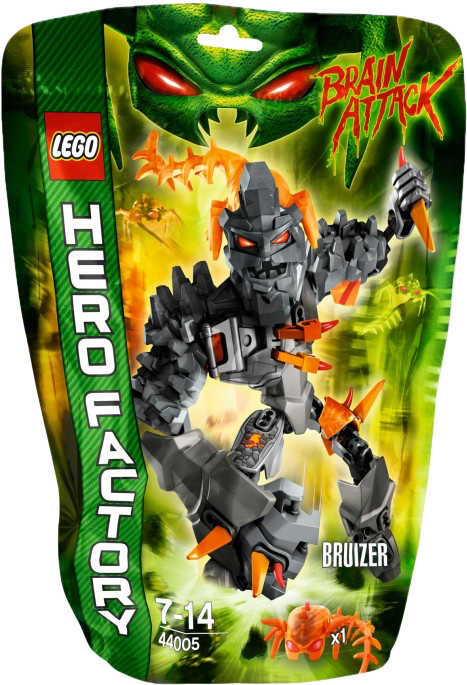 BRAIN
ATTACK
LEGO
HERO FACTORY
BRUIZER
7-14
44005
x1